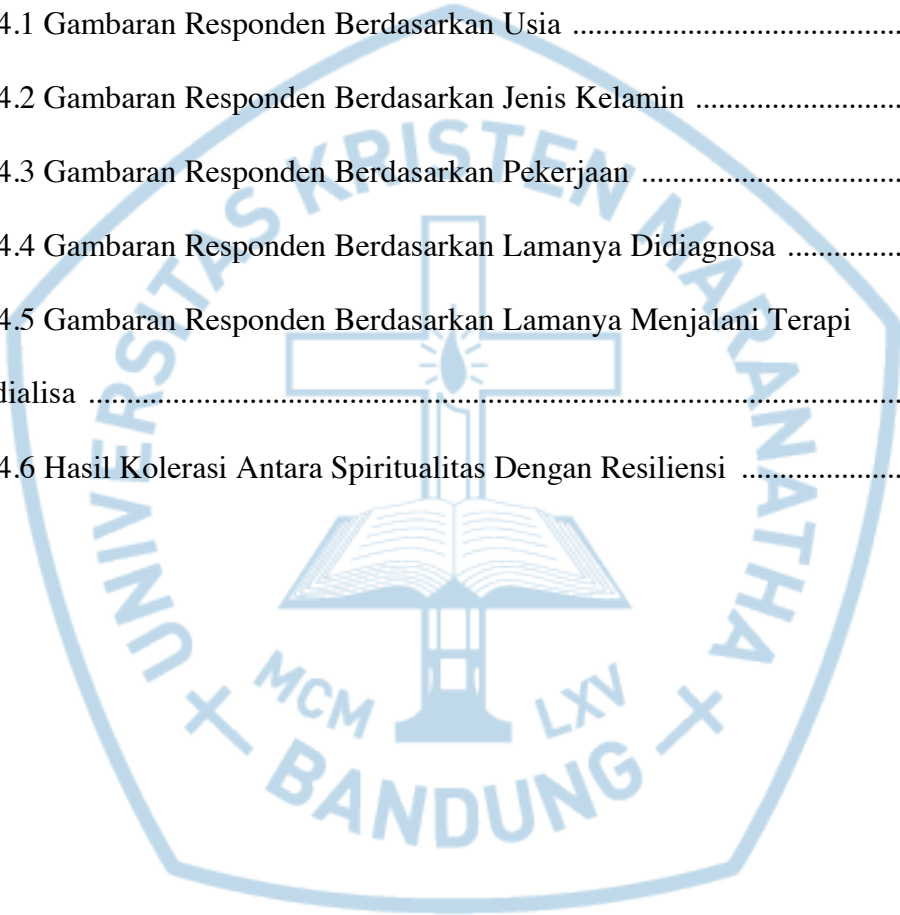 4.1 Gambaran Responden Berdasarkan Usia ...........................................
4.2 Gambaran Responden Berdasarkan Jenis Kelamin ...........................
4.3 Gambaran Responden Berdasarkan Pekerjaan ..................................
4.4 Gambaran Responden Berdasarkan Lamanya Didiagnosa ...............
4.5 Gambaran Responden Berdasarkan Lamanya Menjalani Terapi
dialisa ..........................................................................................................
4.6 Hasil Kolerasi Antara Spiritualitas Dengan Resiliensi .....................
UNIVERSITAS KRISTEN MARANATHA
MCM LXV
BANDUNG